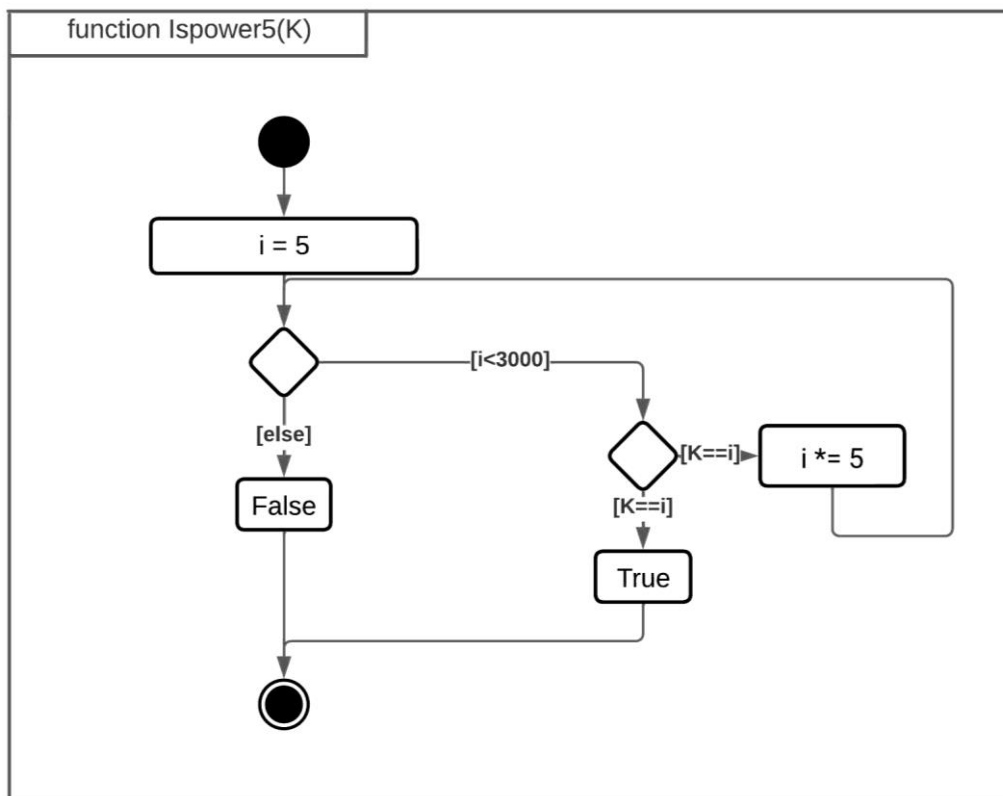 function Ispower5(K)
i = 5
[i<3000]
[else]
[K==i]
i *= 5
[K==i]
False
True